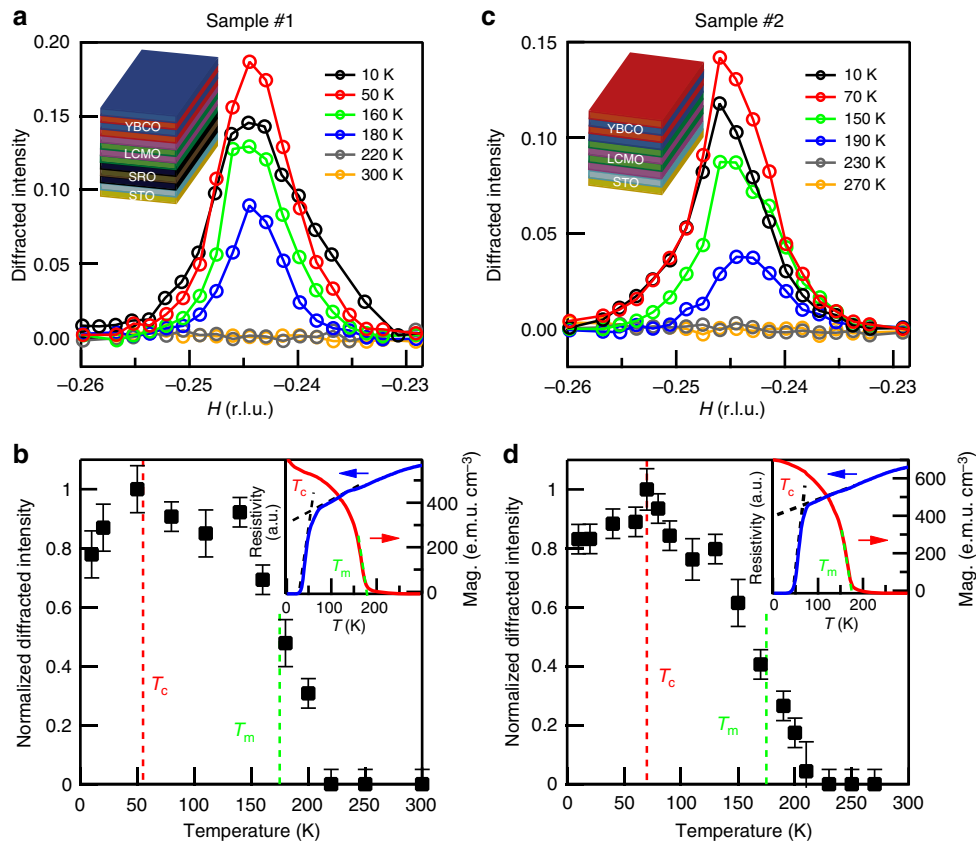 a
Sample #1
Diffracted intensity
0.20
0.15
0.10
0.05
0.00
YBCO
LCMO
SRO
STO
10 K
50 K
160 K
180 K
220 K
300 K
−0.26
−0.25
−0.24
−0.23
H (r.l.u.)
c
Sample #2
Diffracted intensity
0.15
0.10
0.05
0.00
YBCO
LCMO
STO
10 K
70 K
150 K
190 K
230 K
270 K
−0.26
−0.25
−0.24
−0.23
H (r.l.u.)
b
Normalized diffracted intensity
1
0.8
0.6
0.4
0.2
0
Tc
Tm
0
50
100
150
200
250
300
Temperature (K)
Resistivity
(a.u.)
Tc
Tm
0
200
T (K)
400
200
0
Mag. (e.m.u. cm−3)
d
Normalized diffracted intensity
1
0.8
0.6
0.4
0.2
0
Tc
Tm
0
50
100
150
200
250
300
Temperature (K)
Resistivity (a.u.)
Tc
Tm
0
200
T (K)
600
400
200
0
Mag. (e.m.u. cm−3)